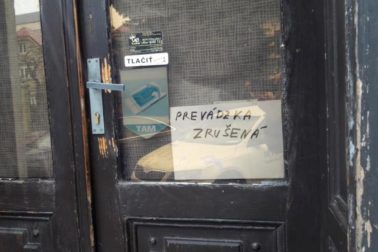 TLAČIŤ
TAM
PREVÁDZKA
ZRUŠENÁ